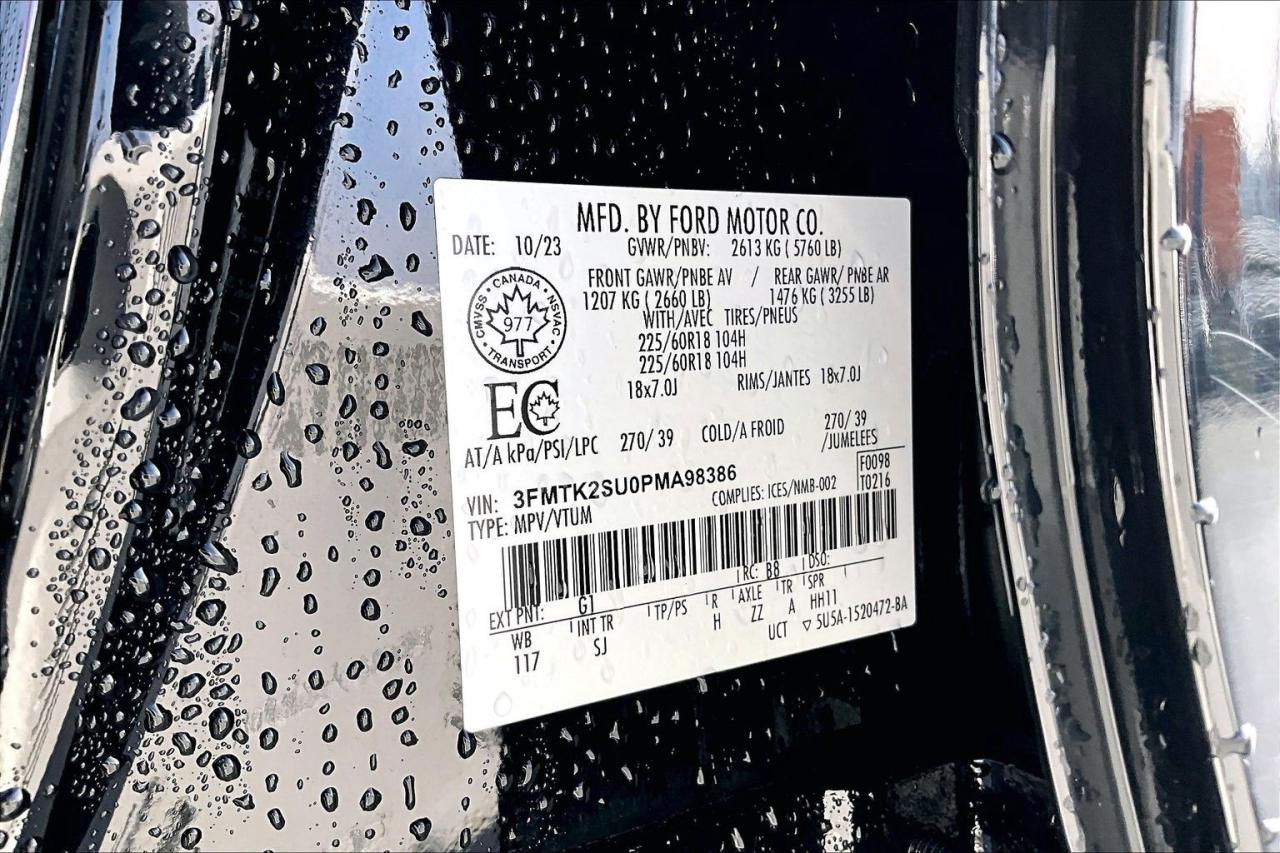 MFD. BY FORD MOTOR CO.
DATE: 10/23 GVWR/PNBV: 2613 KG ( 5760 LB)
FRONT GAWR/PNBE AV / REAR GAWR/ PNBE AR
1207 KG ( 2660 LB) 1476 KG ( 3255 LB)
WITH/AVEC TIRES/PNEUS
225/60R18 104H
225/60R18 104H
18x7.0J RIMS/JANTES 18x7.0J
CANADA • NSVAC • TRANSPORT • CMVSS •
977
EC
AT/A kPa/PSI/LPC 270/ 39 COLD/A FROID 270/ 39
/JUMELEES
VIN: 3FMTK2SU0PMA98386 F0098
TYPE: MPV/VTUM COMPLIES: ICES/NMB-002 T0216
EXT PNT: G1 RC: B8 DSO:
WB INT TR TP/PS R AXLE TR SPR
117 SJ H ZZ A HH11
UCT ▽ 5U5A-1520472-BA